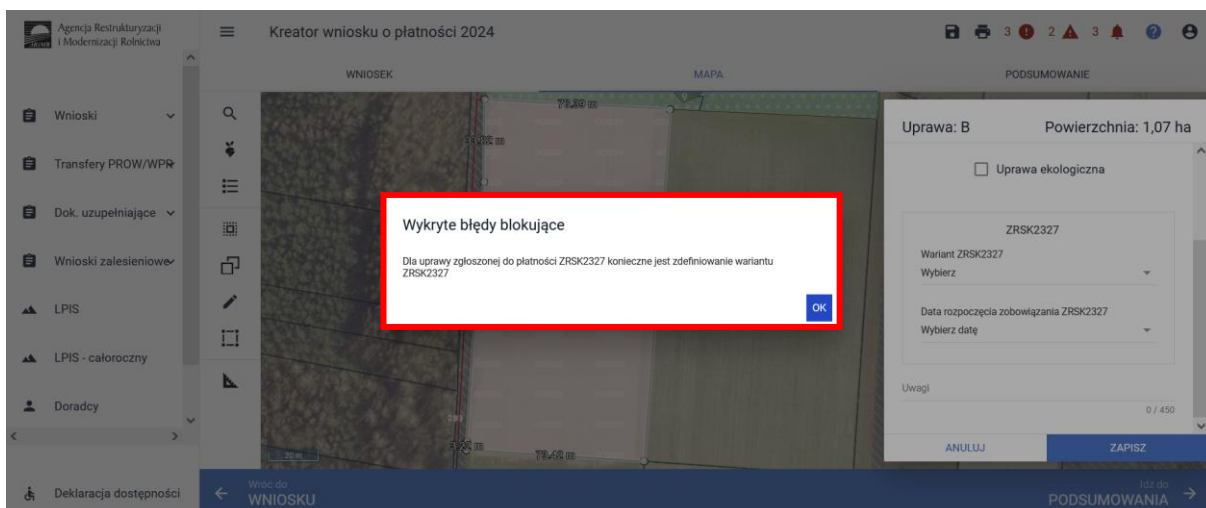 Agencja Restrukturyzacji
i Modernizacji Rolnictwa
Kreator wniosku o płatności 2024
3 2 3
WNIOSEK MAPA PODSUMOWANIE
Wnioski
Transfery PROW/WPR
Dok. uzupełniające
Wnioski zalesieniowe
LPIS
LPIS - całoroczny
Doradcy
Deklaracja dostępności
Uprawa: B Powierzchnia: 1,07 ha
Uprawa ekologiczna
ZRSK2327
Wariant ZRSK2327
Wybierz
Data rozpoczęcia zobowiązania ZRSK2327
Wybierz datę
Uwagi
0 / 450
ANULUJ ZAPISZ
Wykryte błędy blokujące
Dla uprawy zgłoszonej do płatności ZRSK2327 konieczne jest zdefiniowanie wariantu
ZRSK2327
OK
20 m
Wróć do
WNIOSKU
Idź do
PODSUMOWANIA